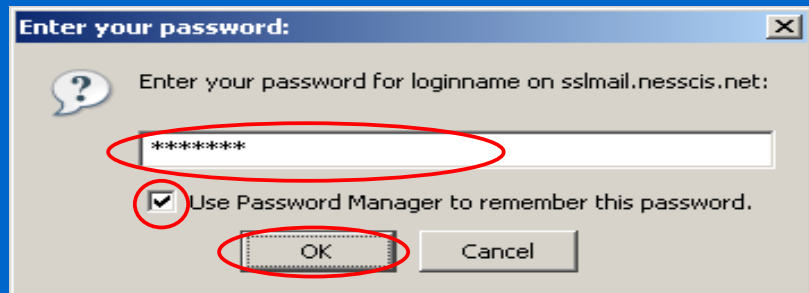 Enter your password:
Enter your password for loginname on sslmail.nesscis.net:
*******
Use Password Manager to remember this password.
OK Cancel